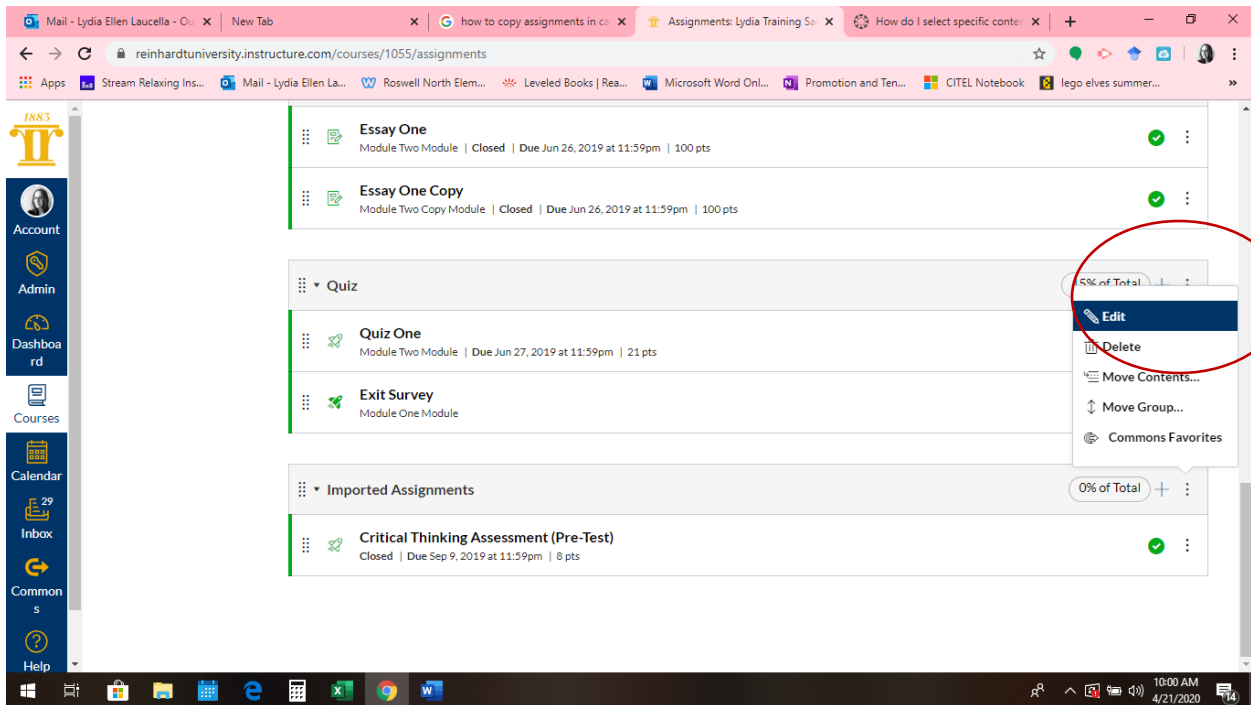 Mail - Lydia Ellen Laucella - Ou
New Tab
how to copy assignments in ca
Assignments: Lydia Training Sa
How do I select specific conten
reinhardtuniversity.instructure.com/courses/1055/assignments
Apps
Stream Relaxing Ins...
Mail - Lydia Ellen La...
Roswell North Elem...
Leveled Books | Rea...
Microsoft Word Onl...
Promotion and Ten...
CITEL Notebook
lego elves summer...
»
1883
Account
Admin
Dashboa
rd
Courses
Calendar
29
Inbox
Common
s
Help
Essay One
Module Two Module | Closed | Due Jun 26, 2019 at 11:59pm | 100 pts
Essay One Copy
Module Two Copy Module | Closed | Due Jun 26, 2019 at 11:59pm | 100 pts
Quiz
5% of Total
Quiz One
Module Two Module | Due Jun 27, 2019 at 11:59pm | 21 pts
Exit Survey
Module One Module
Edit
Delete
Move Contents...
Move Group...
Commons Favorites
Imported Assignments
0% of Total
Critical Thinking Assessment (Pre-Test)
Closed | Due Sep 9, 2019 at 11:59pm | 8 pts
10:00 AM
4/21/2020
14